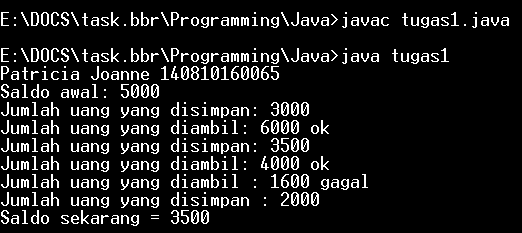 E:\DOCS\task.bbr\Programming\Java>javac tugas1.java
E:\DOCS\task.bbr\Programming\Java>java tugas1
Patricia Joanne 140810160065
Saldo awal: 5000
Jumlah uang yang disimpan: 3000
Jumlah uang yang diambil: 6000 ok
Jumlah uang yang disimpan: 3500
Jumlah uang yang diambil: 4000 ok
Jumlah uang yang diambil : 1600 gagal
Jumlah uang yang disimpan : 2000
Saldo sekarang = 3500